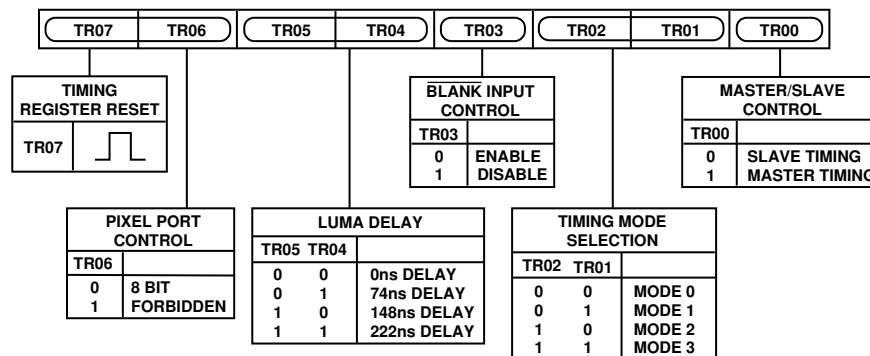 TR07 TR06 TR05 TR04 TR03 TR02 TR01 TR00
TIMING
REGISTER RESET
TR07
BLANK INPUT
CONTROL
TR03
0 ENABLE
1 DISABLE
MASTER/SLAVE
CONTROL
TR00
0 SLAVE TIMING
1 MASTER TIMING
PIXEL PORT
CONTROL
TR06
0 8 BIT
1 FORBIDDEN
LUMA DELAY
TR05 TR04
0 0 0ns DELAY
0 1 74ns DELAY
1 0 148ns DELAY
1 1 222ns DELAY
TIMING MODE
SELECTION
TR02 TR01
0 0 MODE 0
0 1 MODE 1
1 0 MODE 2
1 1 MODE 3